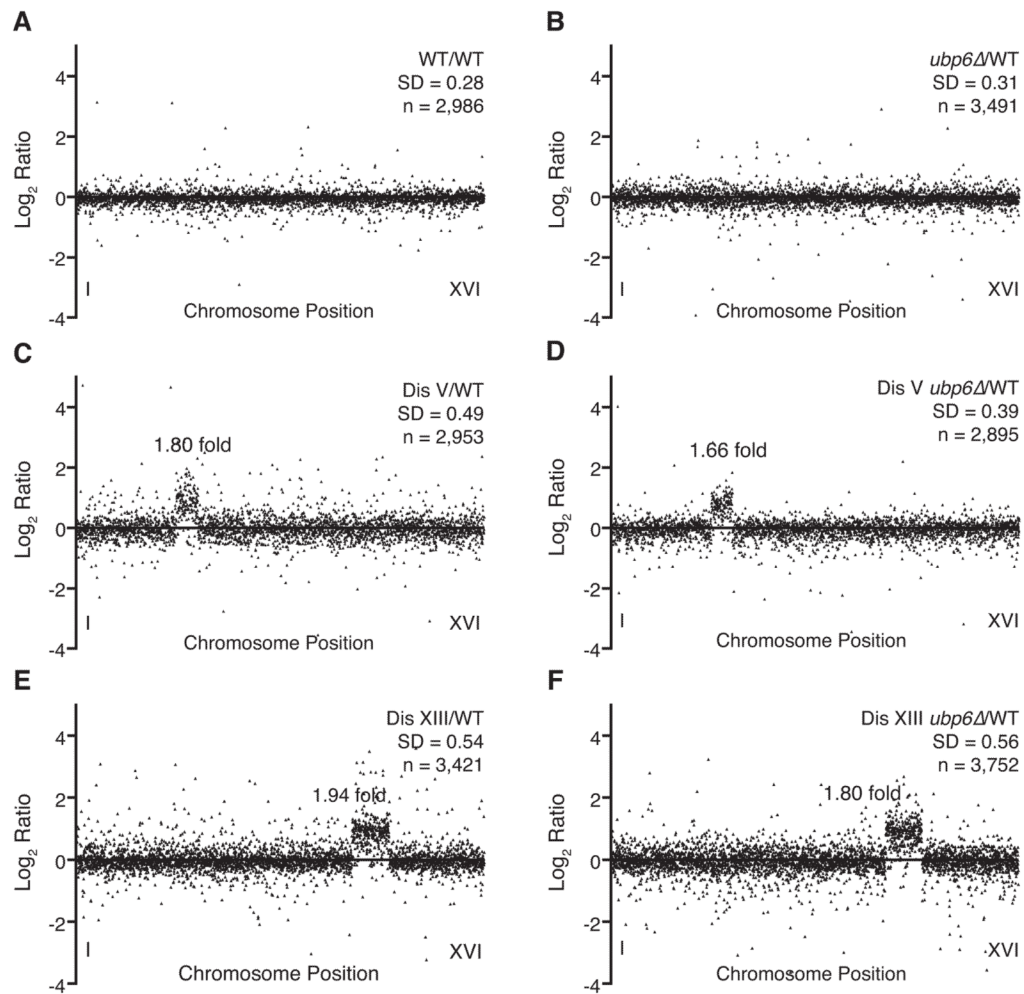 A
WT/WT
SD = 0.28
n = 2,986
4
2
0
-2
-4
Log2 Ratio
I
XVI
Chromosome Position
B
ubp6Δ/WT
SD = 0.31
n = 3,491
4
2
0
-2
-4
Log2 Ratio
I
XVI
Chromosome Position
C
Dis V/WT
SD = 0.49
n = 2,953
1.80 fold
4
2
0
-2
-4
Log2 Ratio
I
XVI
Chromosome Position
D
Dis V ubp6Δ/WT
SD = 0.39
n = 2,895
1.66 fold
4
2
0
-2
-4
Log2 Ratio
I
XVI
Chromosome Position
E
Dis XIII/WT
SD = 0.54
n = 3,421
1.94 fold
4
2
0
-2
-4
Log2 Ratio
I
XVI
Chromosome Position
F
Dis XIII ubp6Δ/WT
SD = 0.56
n = 3,752
1.80 fold
4
2
0
-2
-4
Log2 Ratio
I
XVI
Chromosome Position